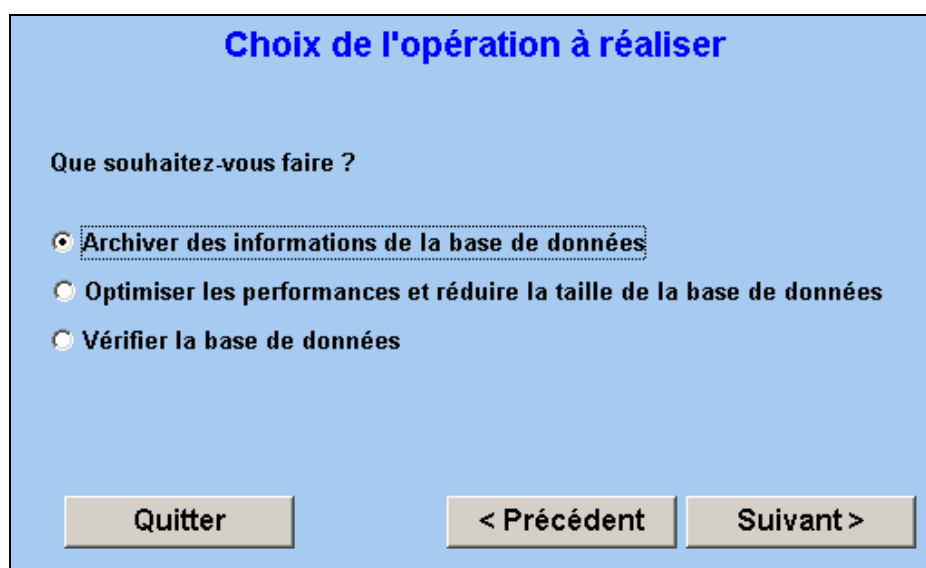 Choix de l'opération à réaliser
Que souhaitez-vous faire ?
Archiver des informations de la base de données
Optimiser les performances et réduire la taille de la base de données
Vérifier la base de données
Quitter
< Précédent
Suivant >